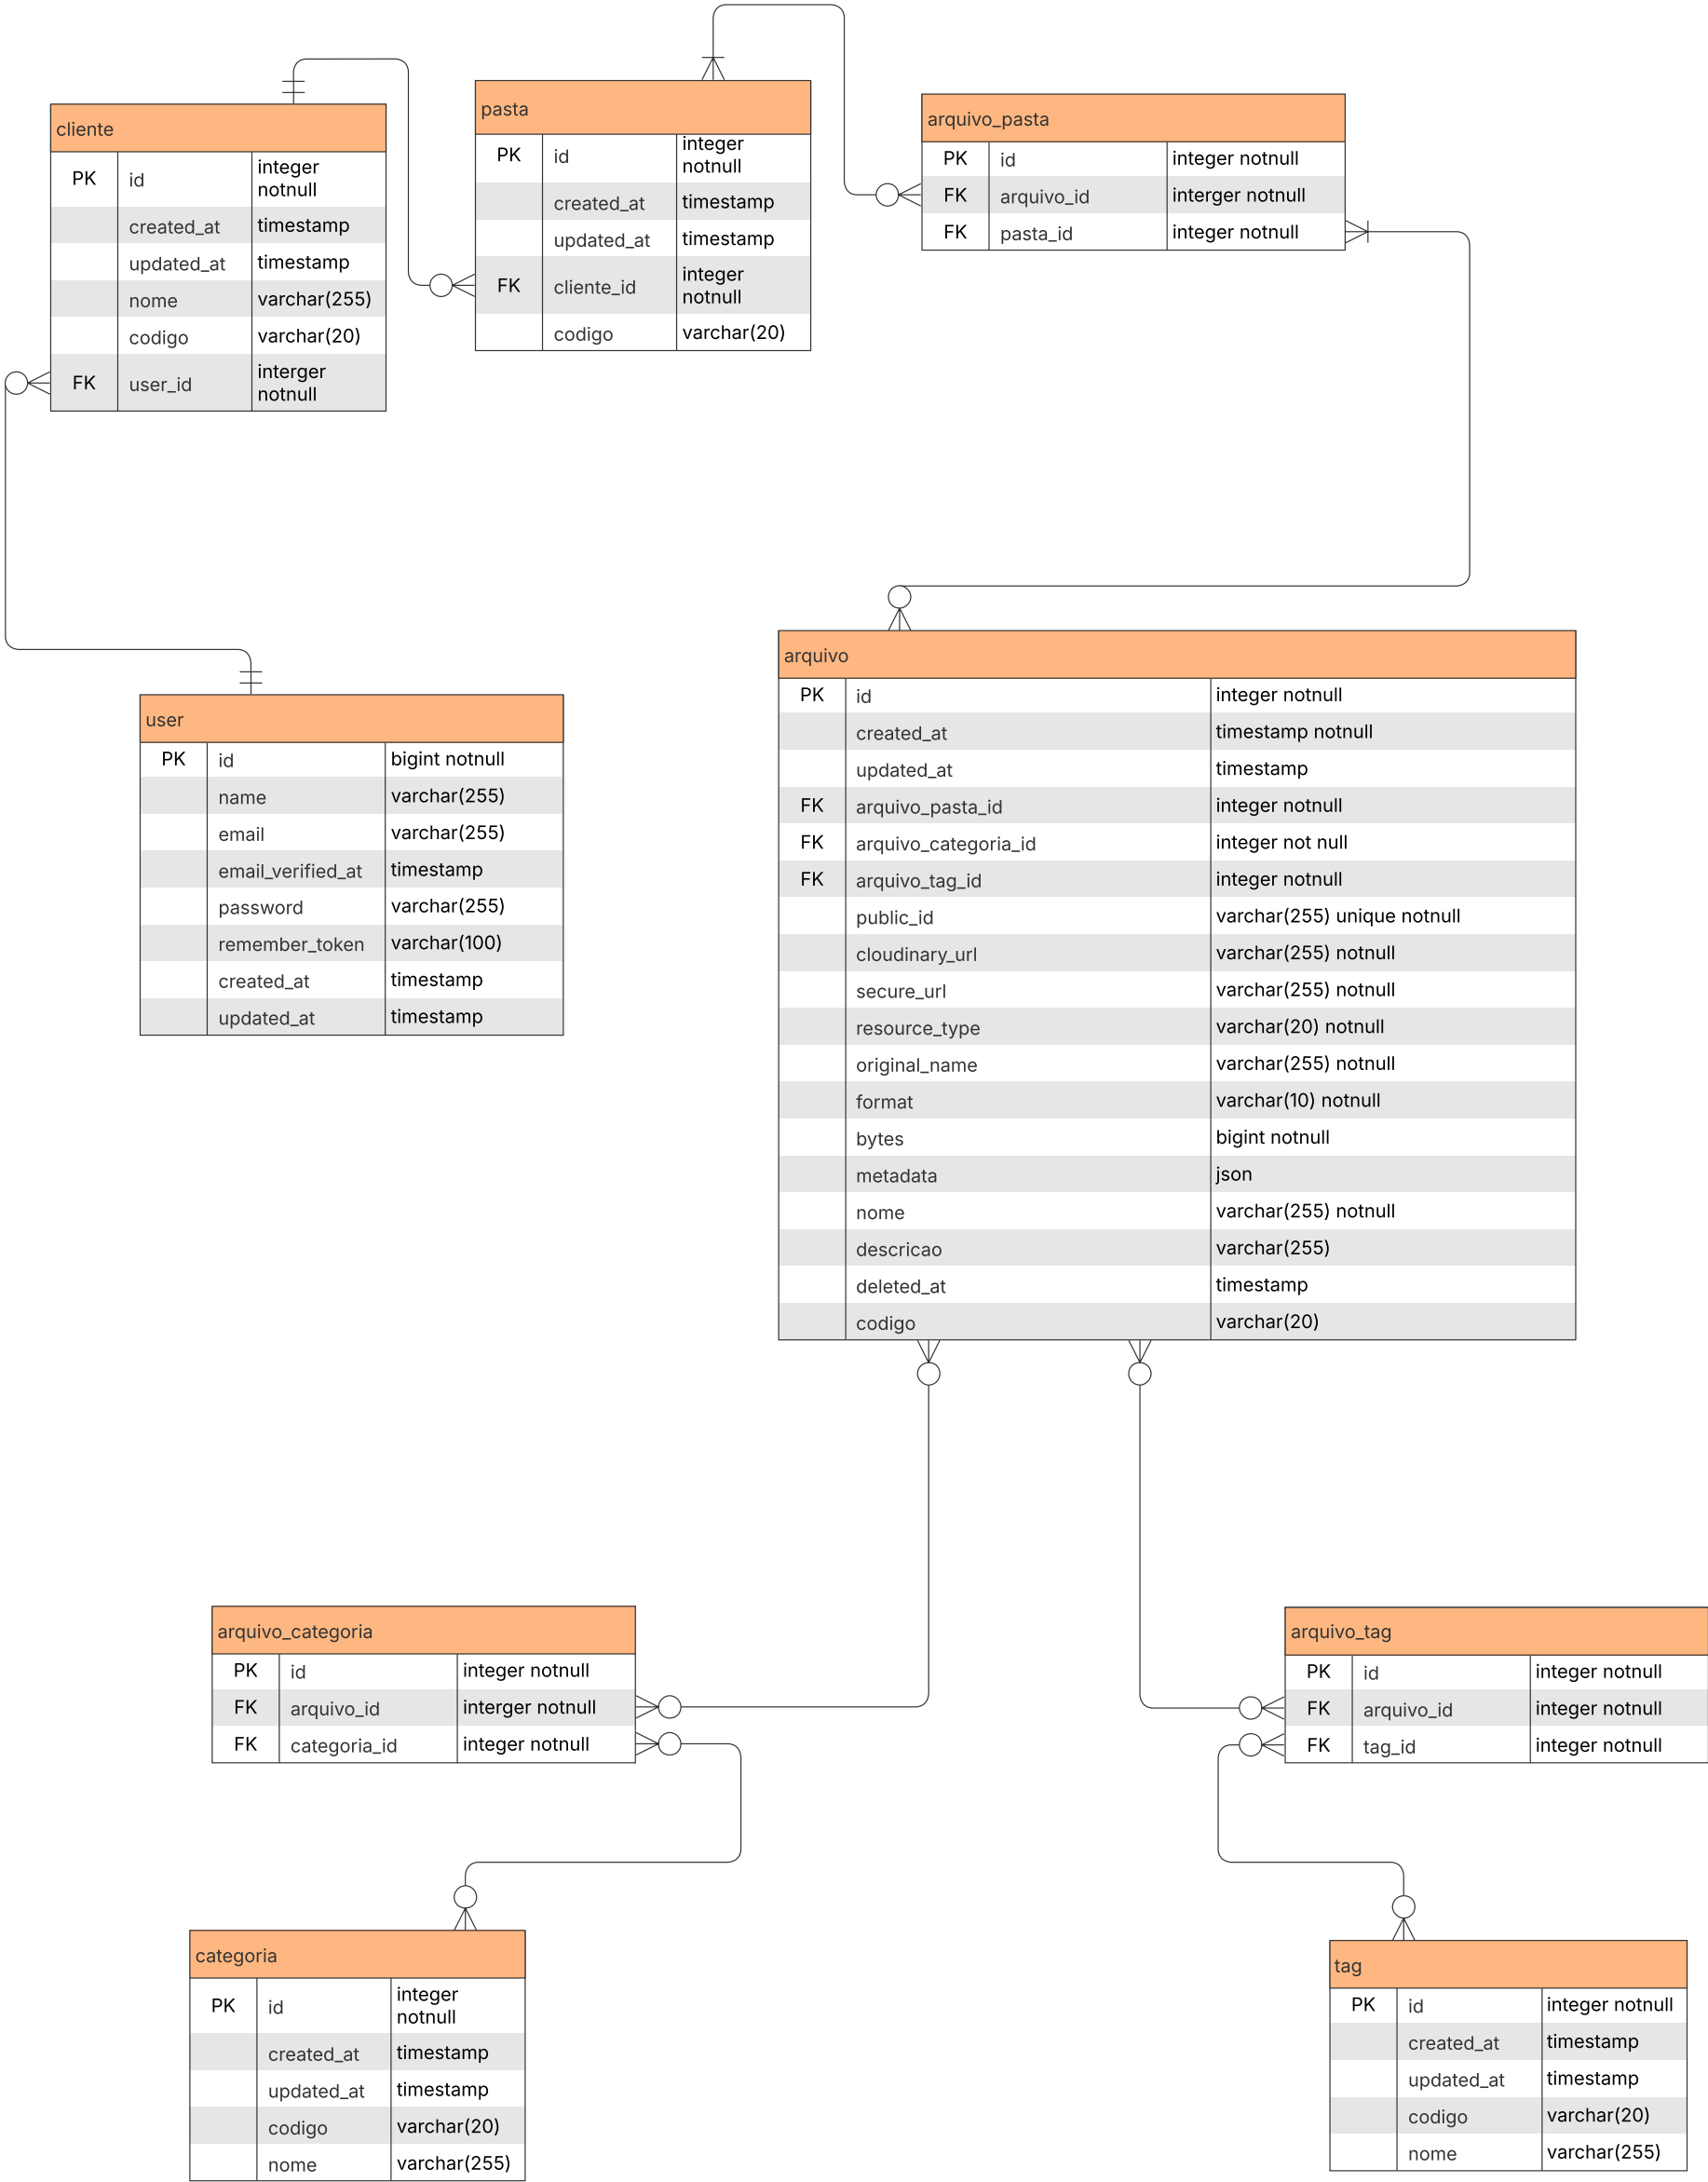 cliente
PK id integer
notnull
created_at timestamp
updated_at timestamp
nome varchar(255)
codigo varchar(20)
FK user_id interger
notnull
pasta
PK id integer
notnull
created_at timestamp
updated_at timestamp
FK cliente_id integer
notnull
codigo varchar(20)
arquivo_pasta
PK id integer notnull
FK arquivo_id interger notnull
FK pasta_id integer notnull
user
PK id bigint notnull
name varchar(255)
email varchar(255)
email_verified_at timestamp
password varchar(255)
remember_token varchar(100)
created_at timestamp
updated_at timestamp
arquivo
PK id integer notnull
created_at timestamp notnull
updated_at timestamp
FK arquivo_pasta_id integer notnull
FK arquivo_categoria_id integer not null
FK arquivo_tag_id integer notnull
public_id varchar(255) unique notnull
cloudinary_url varchar(255) notnull
secure_url varchar(255) notnull
resource_type varchar(20) notnull
original_name varchar(255) notnull
format varchar(10) notnull
bytes bigint notnull
metadata json
nome varchar(255) notnull
descricao varchar(255)
deleted_at timestamp
codigo varchar(20)
arquivo_categoria
PK id integer notnull
FK arquivo_id interger notnull
FK categoria_id integer notnull
arquivo_tag
PK id integer notnull
FK arquivo_id integer notnull
FK tag_id integer notnull
categoria
PK id integer
notnull
created_at timestamp
updated_at timestamp
codigo varchar(20)
nome varchar(255)
tag
PK id integer notnull
created_at timestamp
updated_at timestamp
codigo varchar(20)
nome varchar(255)